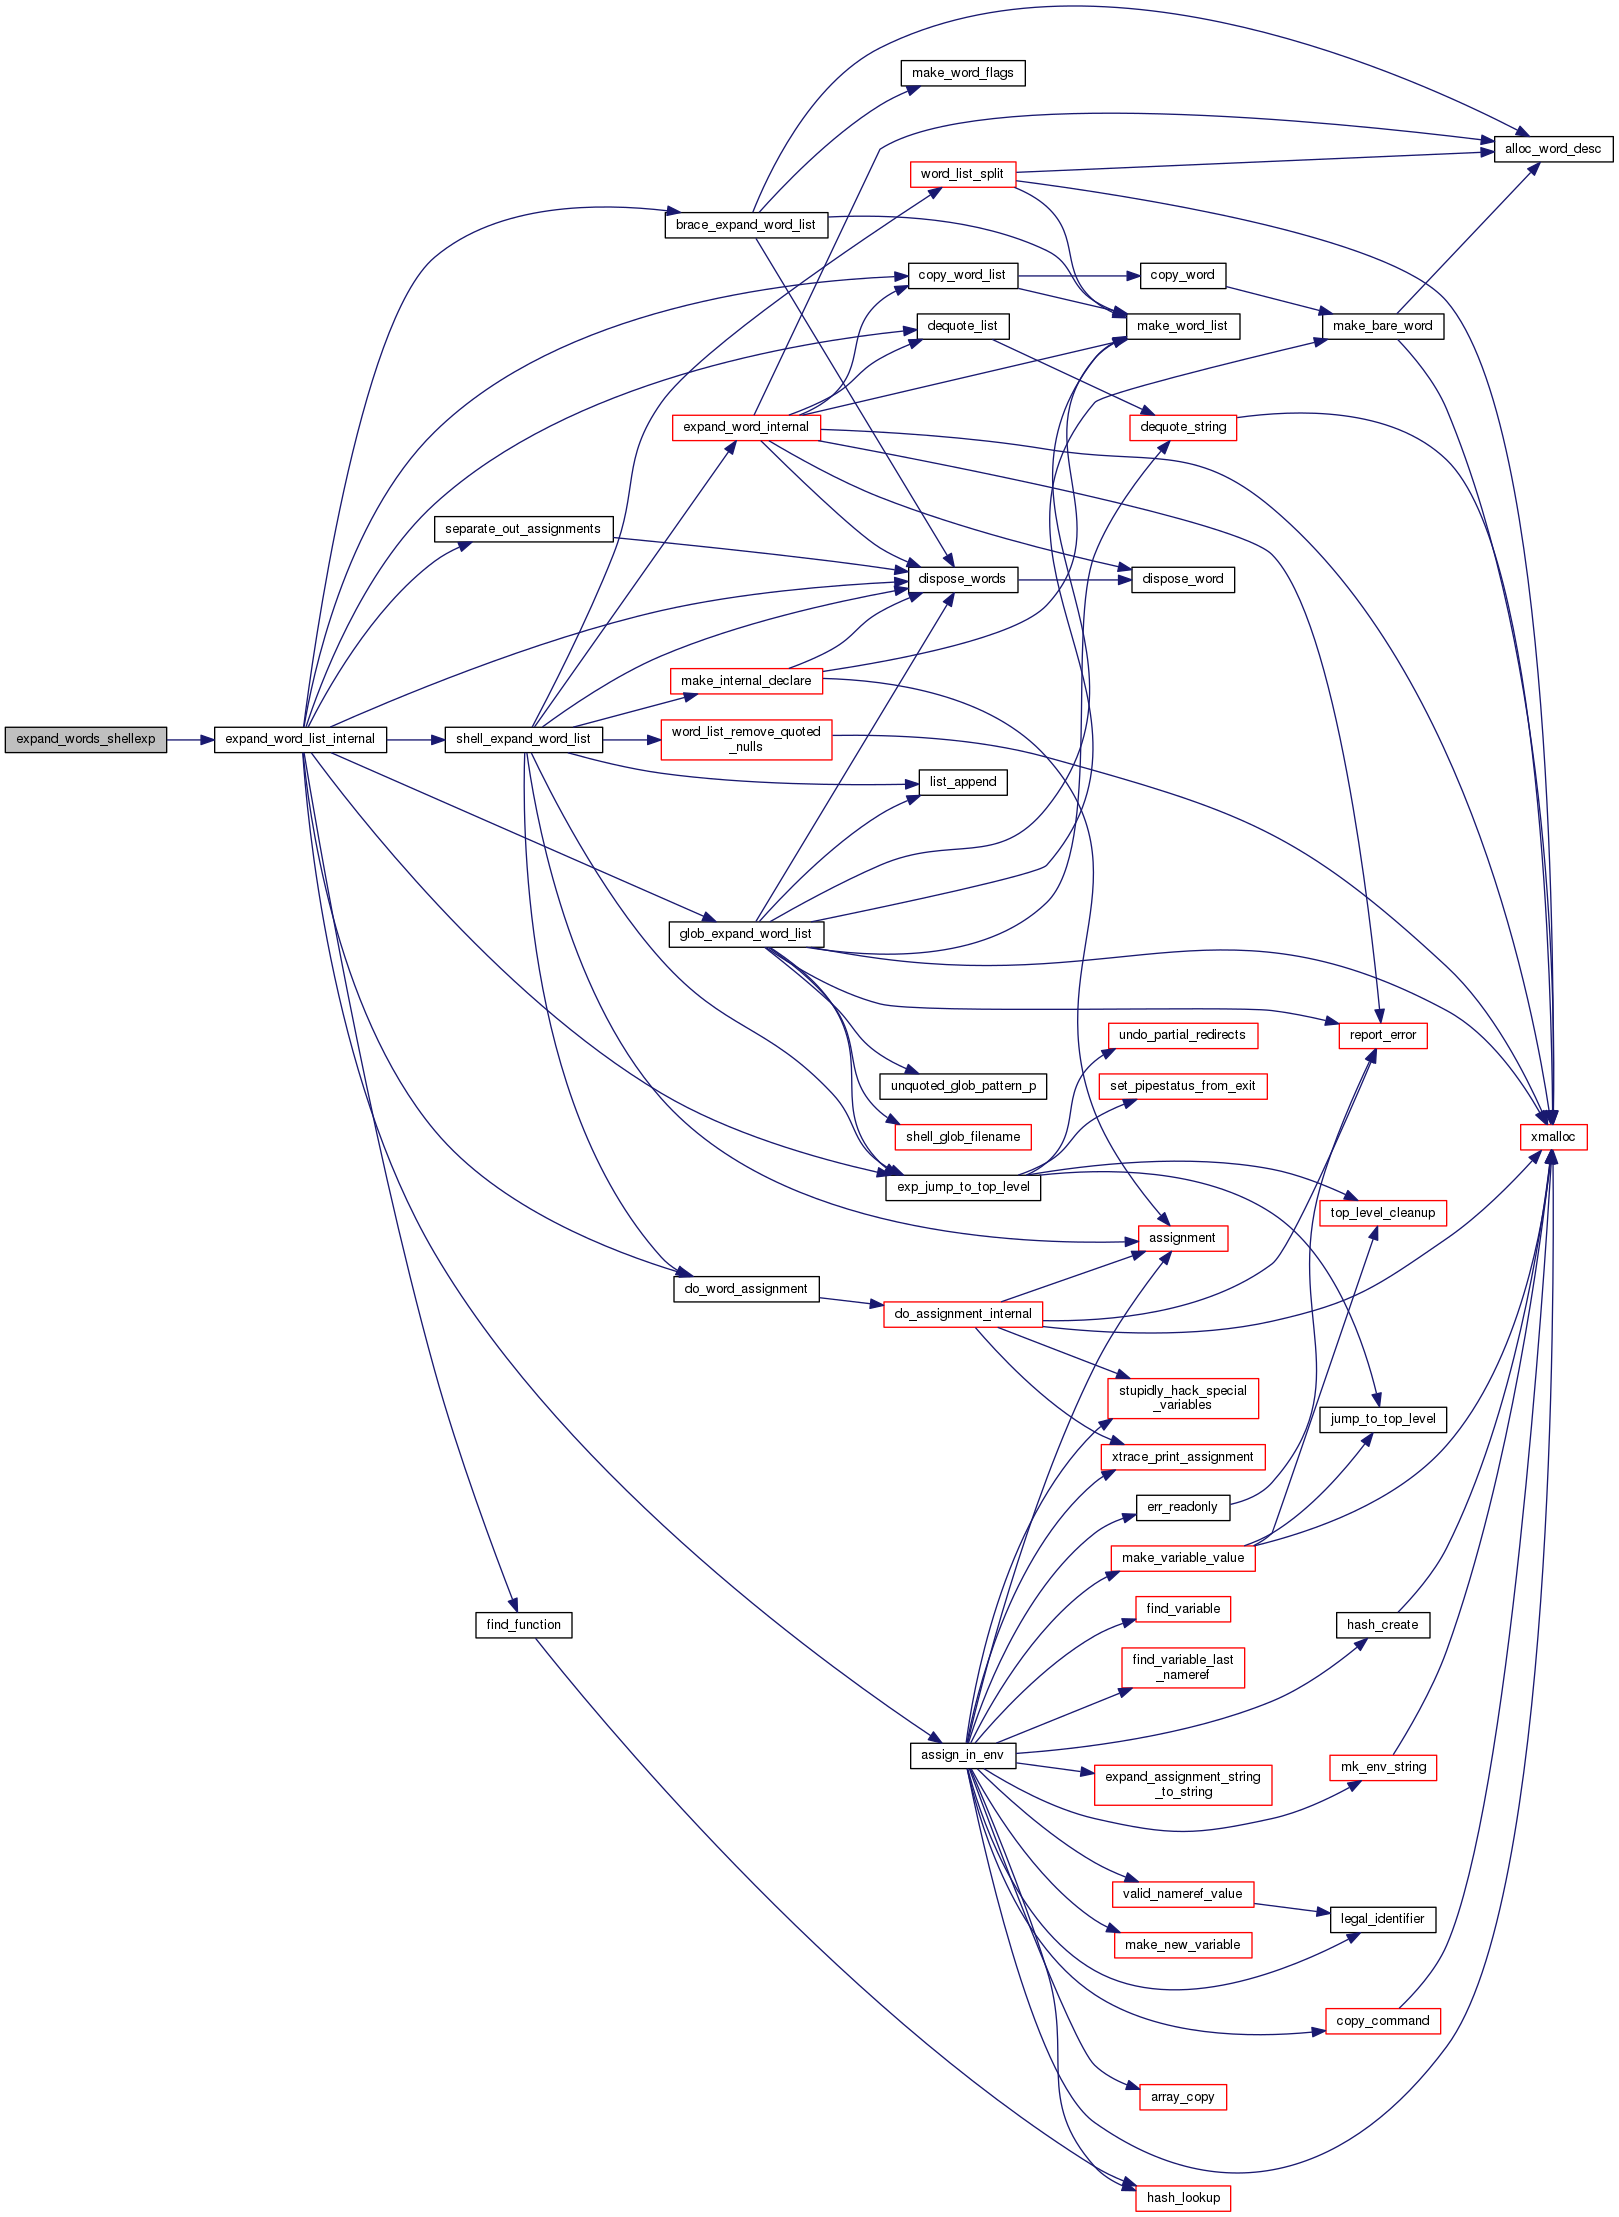 make_word_flags
alloc_word_desc
word_list_split
brace_expand_word_list
copy_word_list
copy_word
dequote_list
make_word_list
make_bare_word
expand_word_internal
dequote_string
separate_out_assignments
dispose_words
dispose_word
make_internal_declare
expand_words_shellexp
expand_word_list_internal
shell_expand_word_list
word_list_remove_quoted
_nulls
list_append
glob_expand_word_list
undo_partial_redirects
report_error
unquoted_glob_pattern_p
set_pipestatus_from_exit
shell_glob_filename
xmalloc
exp_jump_to_top_level
top_level_cleanup
assignment
do_word_assignment
do_assignment_internal
stupidly_hack_special
_variables
jump_to_top_level
xtrace_print_assignment
err_readonly
make_variable_value
find_variable
find_function
hash_create
find_variable_last
_nameref
assign_in_env
expand_assignment_string
_to_string
mk_env_string
valid_nameref_value
legal_identifier
make_new_variable
copy_command
array_copy
hash_lookup